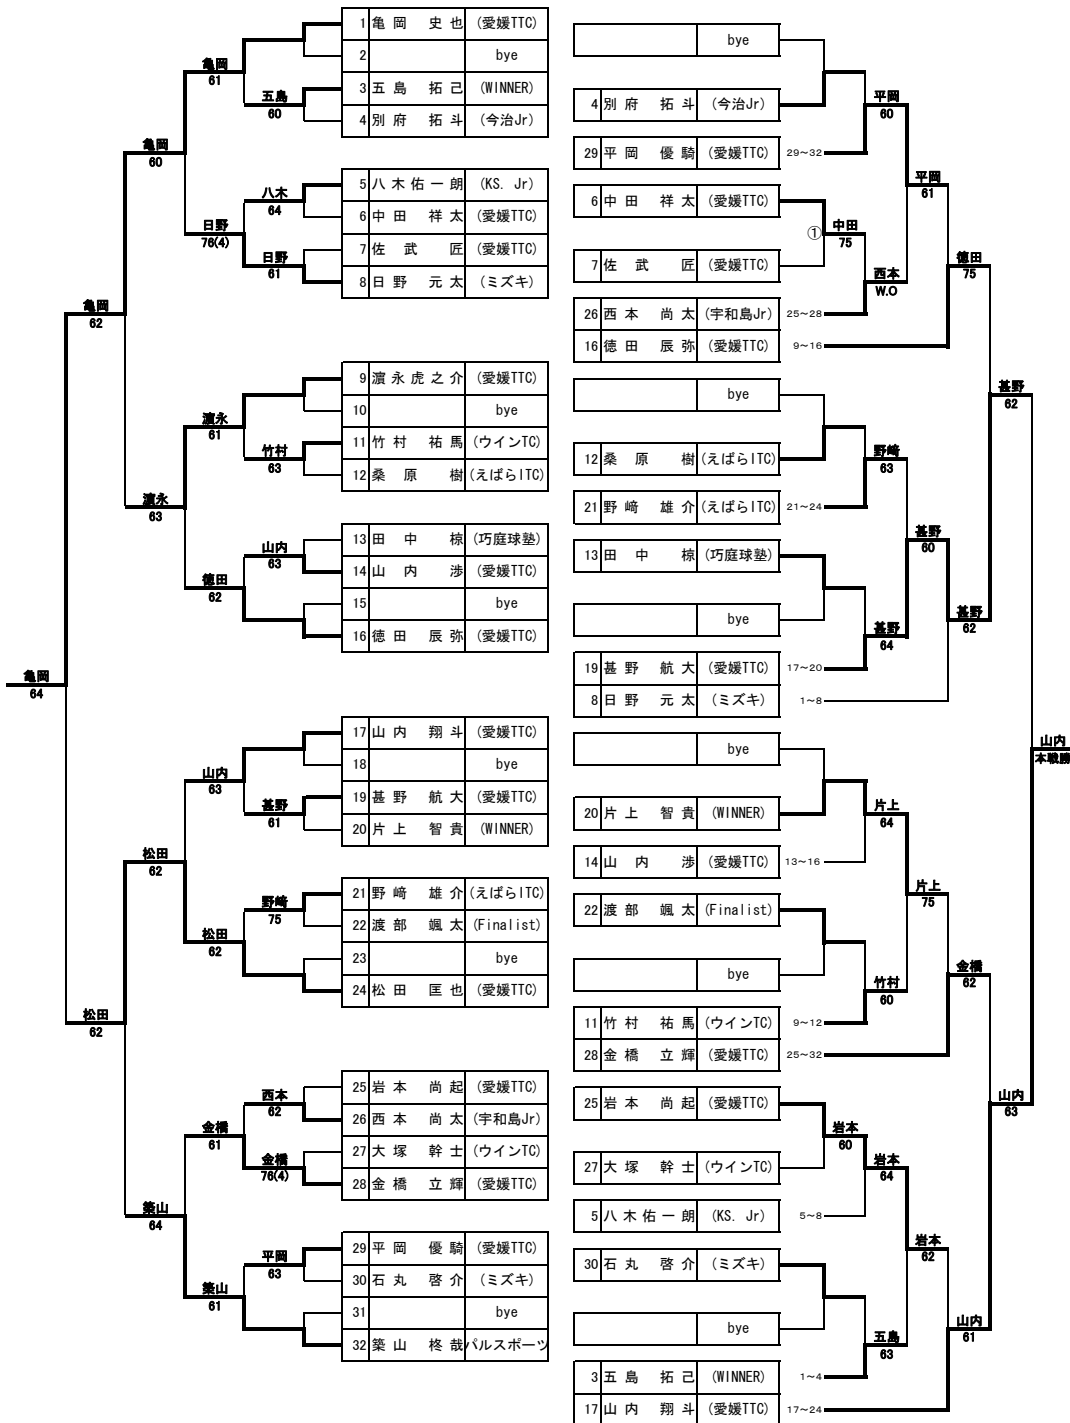 1 亀岡 史也 (愛媛TTC)
2 bye
3 五島 拓己 (WINNER)
4 別府 拓斗 (今治Jr)
5 八木佑一朗 (KS. Jr)
6 中田 祥太 (愛媛TTC)
7 佐武 匠 (愛媛TTC)
8 日野 元太 (ミズキ)
9 濵永虎之介 (愛媛TTC)
10 bye
11 竹村 祐馬 (ウインTC)
12 桑原 樹 (えばらITC)
13 田中 椋 (巧庭球塾)
14 山内 渉 (愛媛TTC)
15 bye
16 徳田 辰弥 (愛媛TTC)
17 山内 翔斗 (愛媛TTC)
18 bye
19 甚野 航大 (愛媛TTC)
20 片上 智貴 (WINNER)
21 野﨑 雄介 (えばらITC)
22 渡部 颯太 (Finalist)
23 bye
24 松田 匡也 (愛媛TTC)
25 岩本 尚起 (愛媛TTC)
26 西本 尚太 (宇和島Jr)
27 大塚 幹士 (ウインTC)
28 金橋 立輝 (愛媛TTC)
29 平岡 優騎 (愛媛TTC)
30 石丸 啓介 (ミズキ)
31 bye
32 築山 柊哉 パルスポーツ
五島
60
八木
64
日野
61
竹村
63
山内
63
甚野
61
野﨑
75
西本
62
金橋
76(4)
平岡
63
亀岡
61
日野
76(4)
濵永
61
徳田
62
山内
63
松田
62
金橋
61
築山
61
亀岡
60
濵永
63
松田
62
築山
64
亀岡
62
松田
62
亀岡
64
bye
4 別府 拓斗 (今治Jr)
29 平岡 優騎 (愛媛TTC) 29~32
6 中田 祥太 (愛媛TTC)
7 佐武 匠 (愛媛TTC)
26 西本 尚太 (宇和島Jr) 25~28
16 徳田 辰弥 (愛媛TTC) 9~16
bye
12 桑原 樹 (えばらITC)
21 野﨑 雄介 (えばらITC) 21~24
13 田中 椋 (巧庭球塾)
bye
19 甚野 航大 (愛媛TTC) 17~20
8 日野 元太 (ミズキ) 1~8
bye
20 片上 智貴 (WINNER)
14 山内 渉 (愛媛TTC) 13~16
22 渡部 颯太 (Finalist)
bye
11 竹村 祐馬 (ウインTC) 9~12
28 金橋 立輝 (愛媛TTC) 25~32
25 岩本 尚起 (愛媛TTC)
27 大塚 幹士 (ウインTC)
5 八木佑一朗 (KS. Jr) 5~8
30 石丸 啓介 (ミズキ)
bye
3 五島 拓己 (WINNER) 1~4
17 山内 翔斗 (愛媛TTC) 17~24
① 中田
75
岩本
60
平岡
60
西本
W.O
野﨑
63
甚野
64
片上
64
竹村
60
岩本
64
五島
63
平岡
61
甚野
60
片上
75
岩本
62
徳田
75
甚野
62
金橋
62
山内
61
甚野
62
山内
63
山内
本戦勝